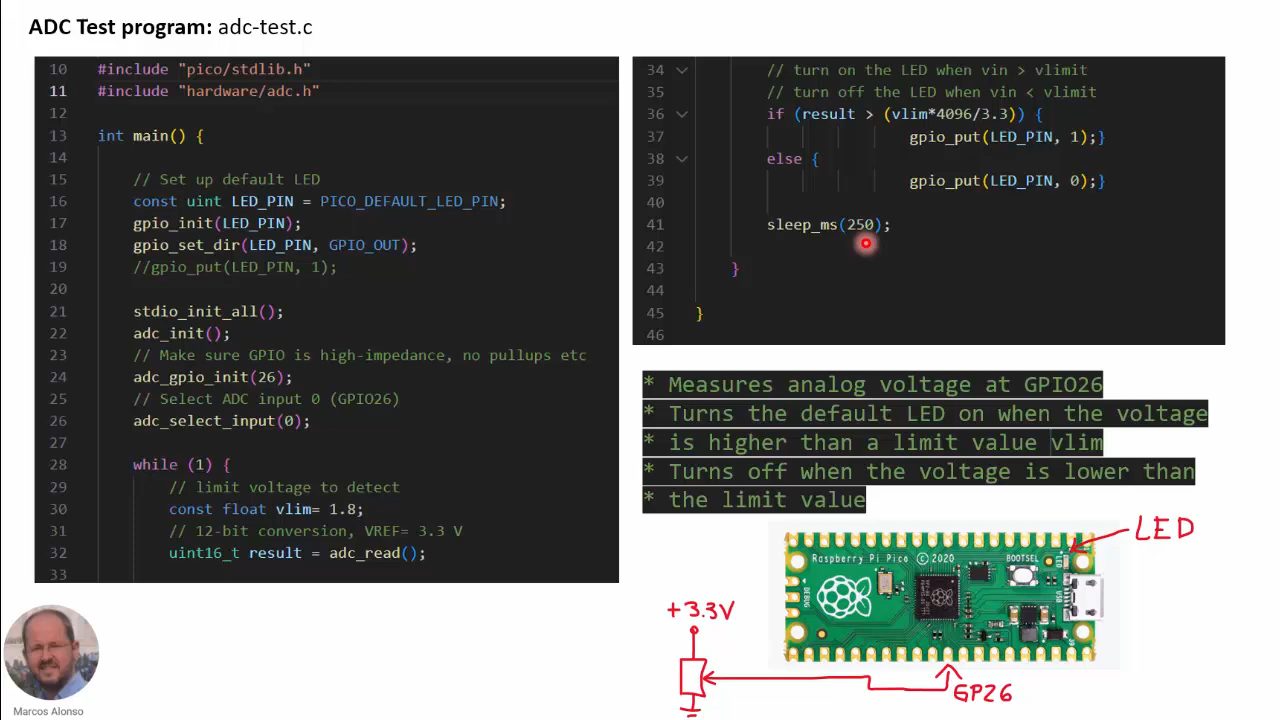 ADC Test program: adc-test.c
10 #include "pico/stdlib.h"
11 #include "hardware/adc.h"
12
13 int main() {
14
15 // Set up default LED
16 const uint LED_PIN = PICO_DEFAULT_LED_PIN;
17 gpio_init(LED_PIN);
18 gpio_set_dir(LED_PIN, GPIO_OUT);
19 //gpio_put(LED_PIN, 1);
20
21 stdio_init_all();
22 adc_init();
23 // Make sure GPIO is high-impedance, no pullups etc
24 adc_gpio_init(26);
25 // Select ADC input 0 (GPIO26)
26 adc_select_input(0);
27
28 while (1) {
29 // limit voltage to detect
30 const float vlim= 1.8;
31 // 12-bit conversion, VREF= 3.3 V
32 uint16_t result = adc_read();
33
34 // turn on the LED when vin > vlimit
35 // turn off the LED when vin < vlimit
36 if (result > (vlim*4096/3.3)) {
37 gpio_put(LED_PIN, 1);}
38 else {
39 gpio_put(LED_PIN, 0);}
40
41 sleep_ms(250);
42
43 }
44
45 }
46
* Measures analog voltage at GPIO26
* Turns the default LED on when the voltage
* is higher than a limit value vlim
* Turns off when the voltage is lower than
* the limit value
LED
Raspberry Pi Pico © 2020
BOOTSEL
LED
DEBUG
USB
+3.3V
GP26
Marcos Alonso